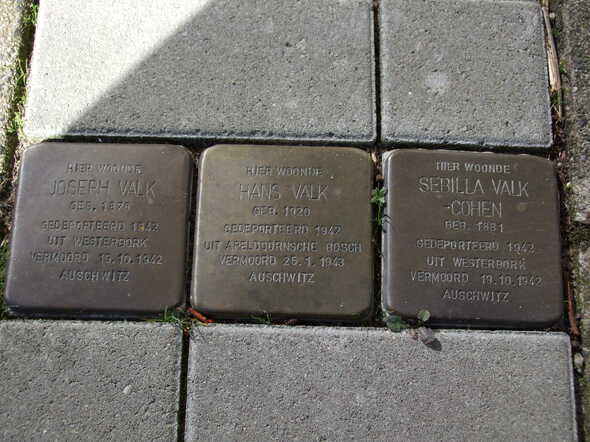 HIER WOONDE
JOSEPH VALK
GEB. 1876
GEDEPORTEERD 1942
UIT WESTERBORK
VERMOORD 19.10.1942
AUSCHWITZ
HIER WOONDE
HANS VALK
GEB. 1920
GEDEPORTEERD 1942
UIT APELDOORNSCHE BOSCH
VERMOORD 25.1.1943
AUSCHWITZ
HIER WOONDE
SEBILLA VALK
-COHEN
GEB. 1881
GEDEPORTEERD 1942
UIT WESTERBORK
VERMOORD 19.10.1942
AUSCHWITZ